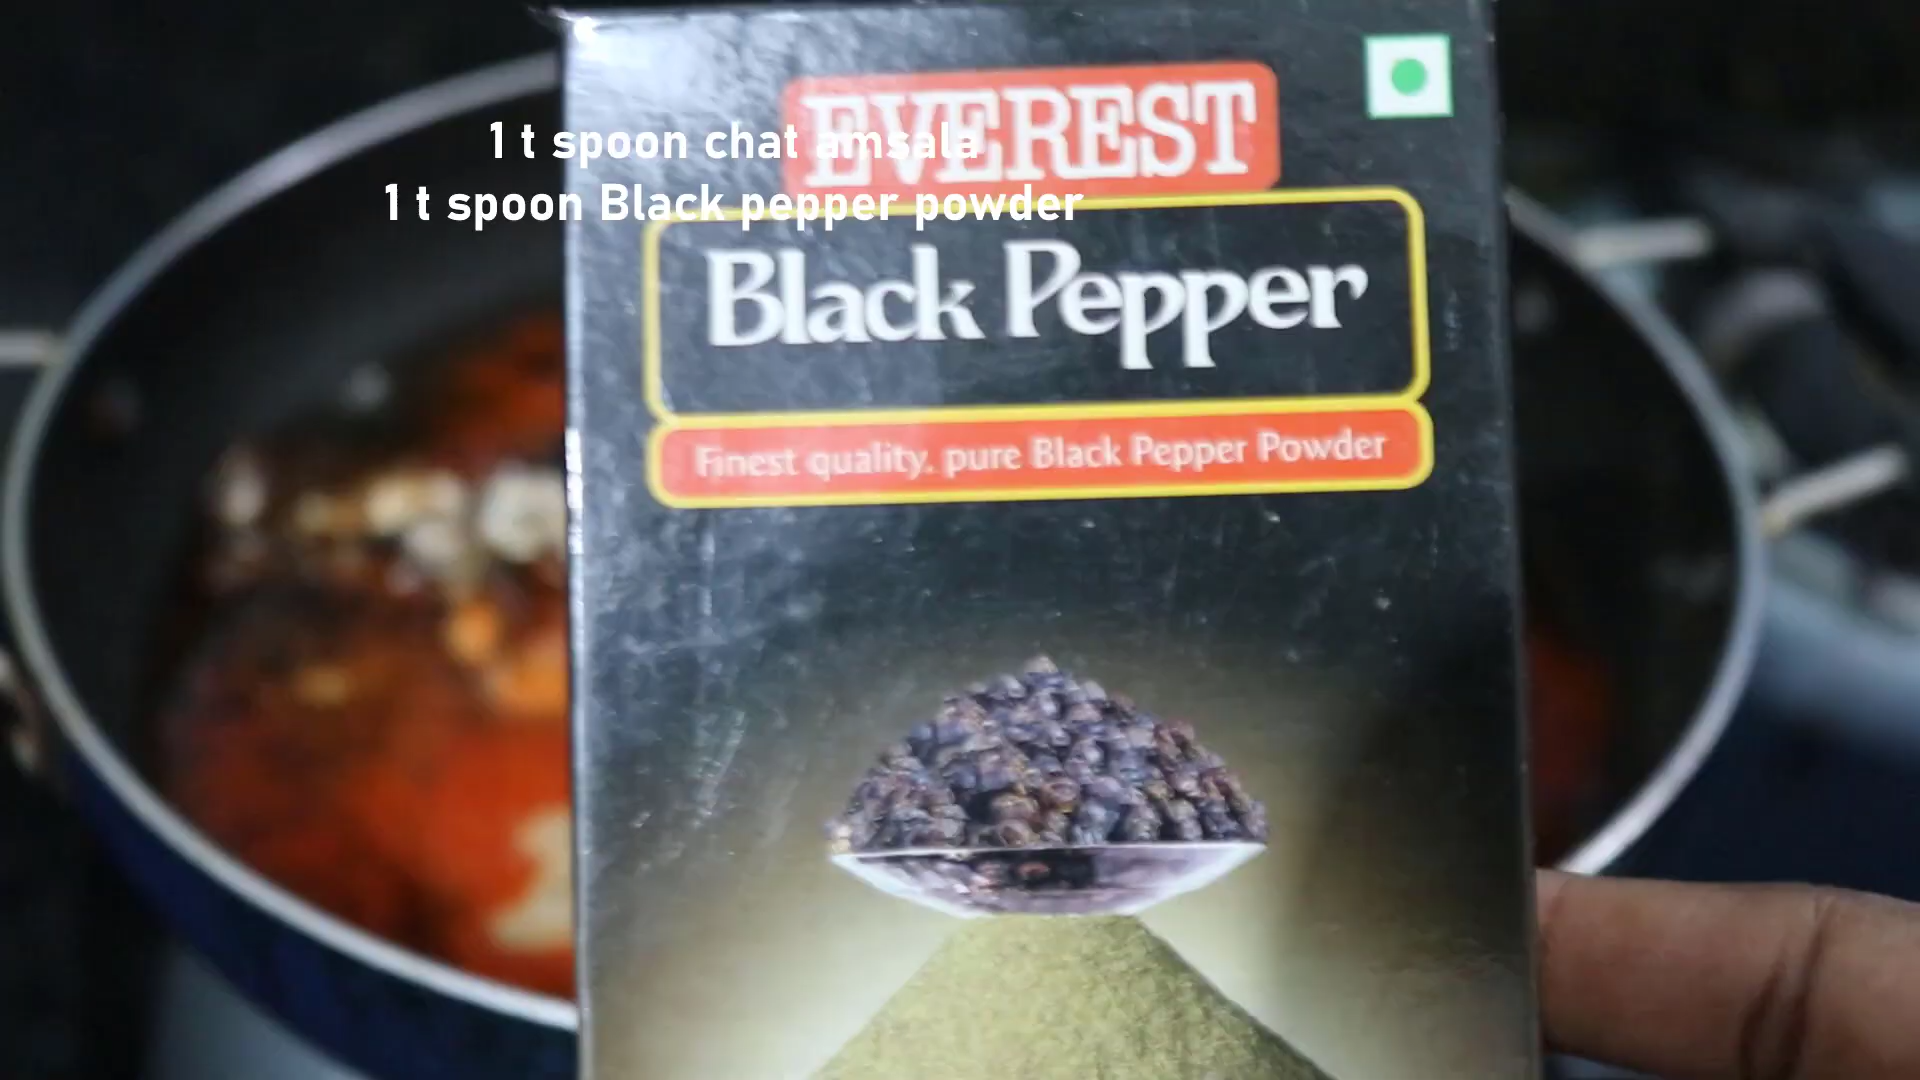 EVEREST
1 t spoon chat amsala
1 t spoon Black pepper powder
Black Pepper
Finest quality, pure Black Pepper Powder